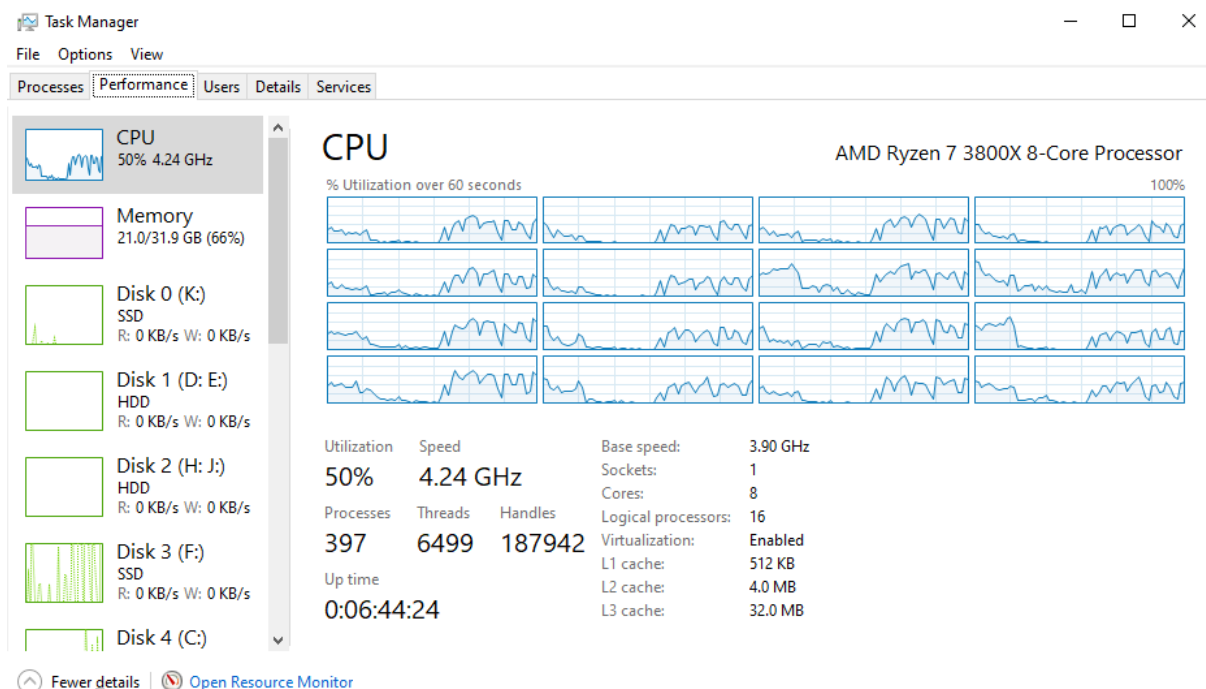 Task Manager
File Options View
Processes Performance Users Details Services
CPU
50% 4.24 GHz
Memory
21.0/31.9 GB (66%)
Disk 0 (K:)
SSD
R: 0 KB/s W: 0 KB/s
Disk 1 (D: E:)
HDD
R: 0 KB/s W: 0 KB/s
Disk 2 (H: J:)
HDD
R: 0 KB/s W: 0 KB/s
Disk 3 (F:)
SSD
R: 0 KB/s W: 0 KB/s
Disk 4 (C:)
CPU AMD Ryzen 7 3800X 8-Core Processor
% Utilization over 60 seconds 100%
Utilization Speed
50% 4.24 GHz
Processes Threads Handles
397 6499 187942
Up time
0:06:44:24
Base speed: 3.90 GHz
Sockets: 1
Cores: 8
Logical processors: 16
Virtualization: Enabled
L1 cache: 512 KB
L2 cache: 4.0 MB
L3 cache: 32.0 MB
Fewer details Open Resource Monitor